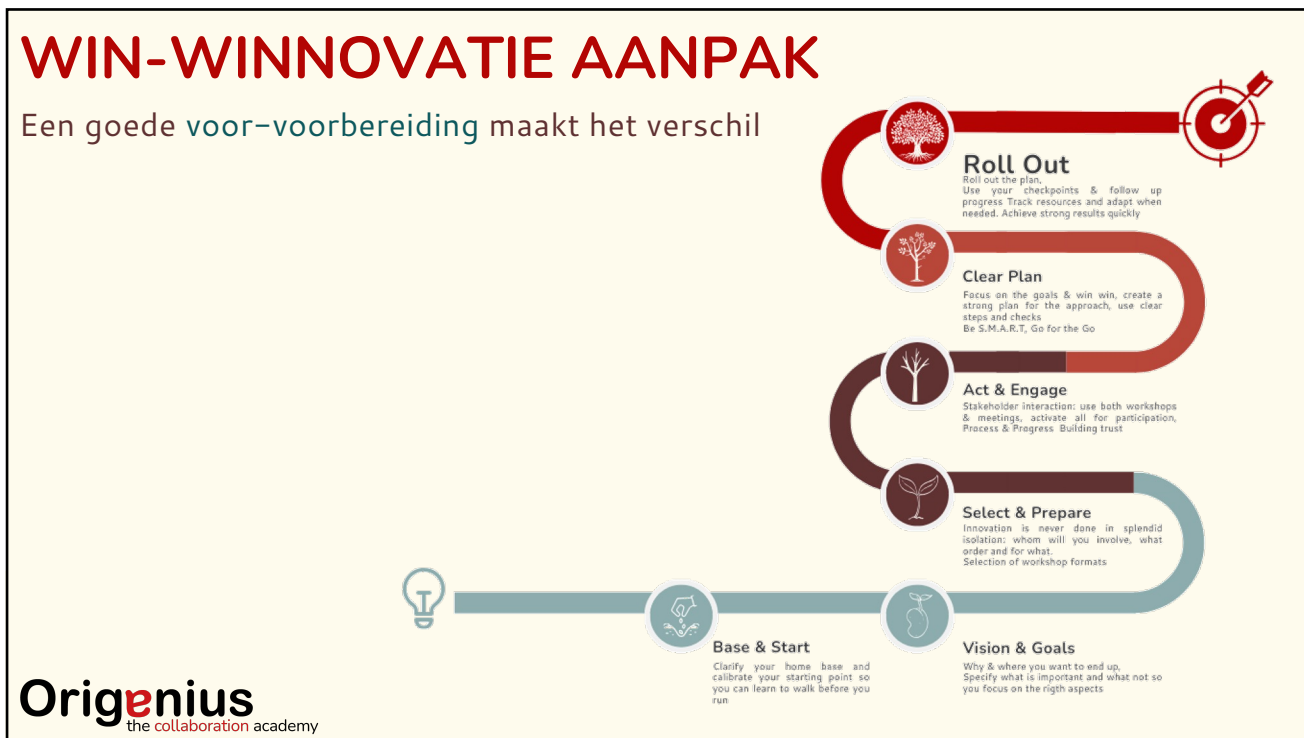 WIN-WINNOVATIE AANPAK
Een goede voor-voorbereiding maakt het verschil
Roll Out
Roll out the plan,
Use your checkpoints & follow up
progress Track resources and adapt when
needed. Achieve strong results quickly
Clear Plan
Focus on the goals & win win, create a
strong plan for the approach, use clear
steps and checks
Be S.M.A.R.T, Go for the Go
Act & Engage
Stakeholder interaction: use both workshops
& meetings, activate all for participation,
Process & Progress Building trust
Select & Prepare
Innovation is never done in splendid
isolation: whom will you involve, what
order and for what.
Selection of workshop formats
Base & Start
Clarify your home base and
calibrate your starting point so
you can learn to walk before you
run
Vision & Goals
Why & where you want to end up,
Specify what is important and what not so
you focus on the rigth aspects
Origenius
the collaboration academy